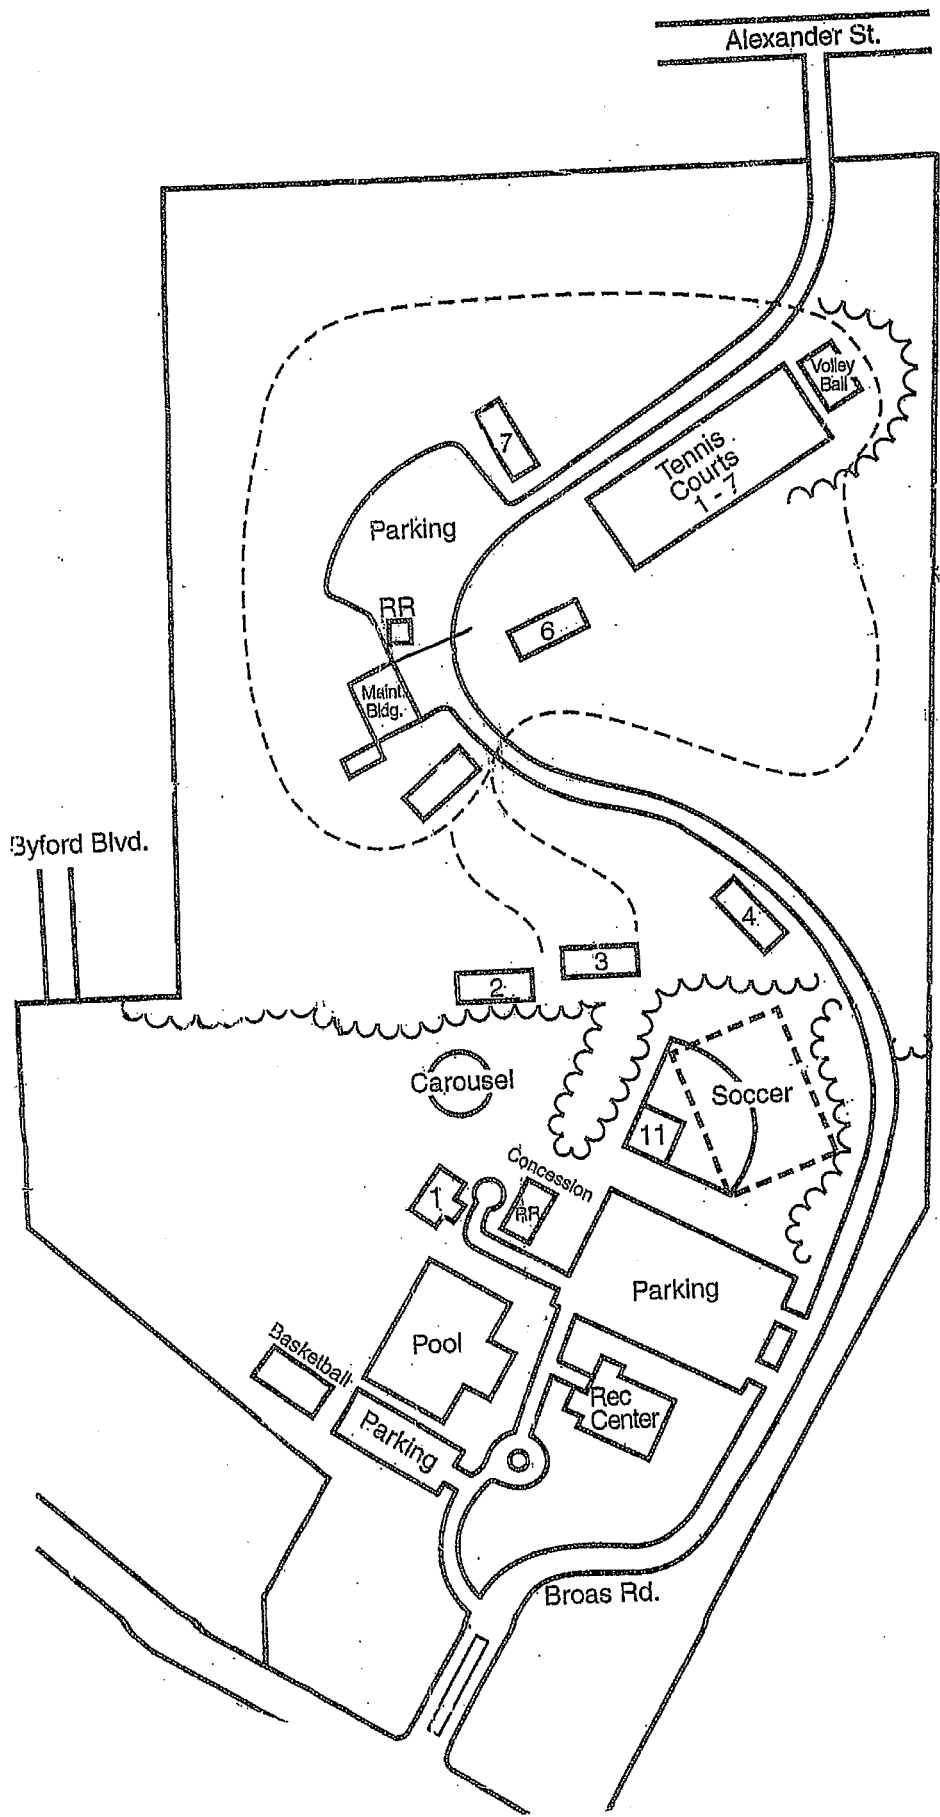 Alexander St.
Volley
Ball
7
Tennis
Courts
1 - 7
Parking
RR
6
Maint.
Bldg.
Byford Blvd.
4
3
2
Carousel
Soccer
11
Concession
1
RR
Parking
Pool
Basketball
Rec
Center
Parking
Broas Rd.